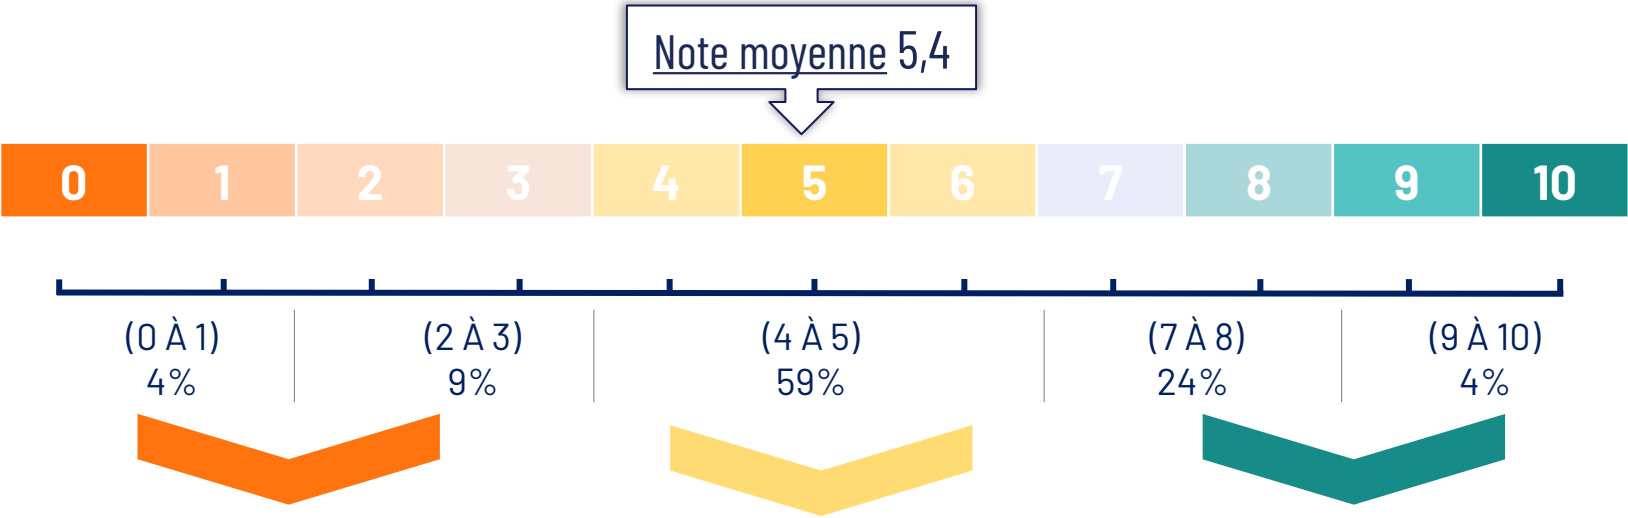 Note moyenne 5,4
0 1 2 3 4 5 6 7 8 9 10
(0 À 1) (2 À 3) (4 À 5) (7 À 8) (9 À 10)
4% 9% 59% 24% 4%